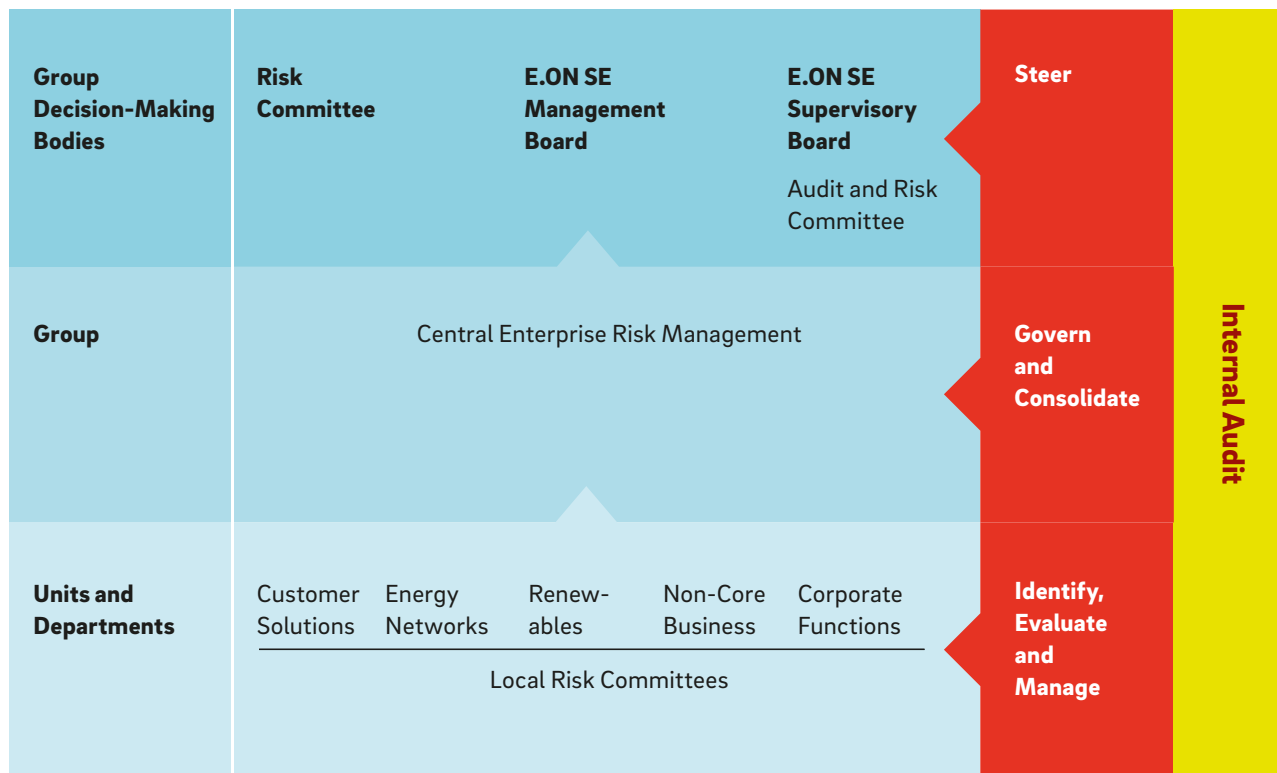 Group
Decision-Making
Bodies
Risk
Committee
E.ON SE
Management
Board
E.ON SE
Supervisory
Board
Audit and Risk
Committee
Steer
Group
Central Enterprise Risk Management
Govern
and
Consolidate
Units and
Departments
Customer
Solutions
Energy
Networks
Renew-
ables
Non-Core
Business
Corporate
Functions
Local Risk Committees
Identify,
Evaluate
and
Manage
Internal Audit